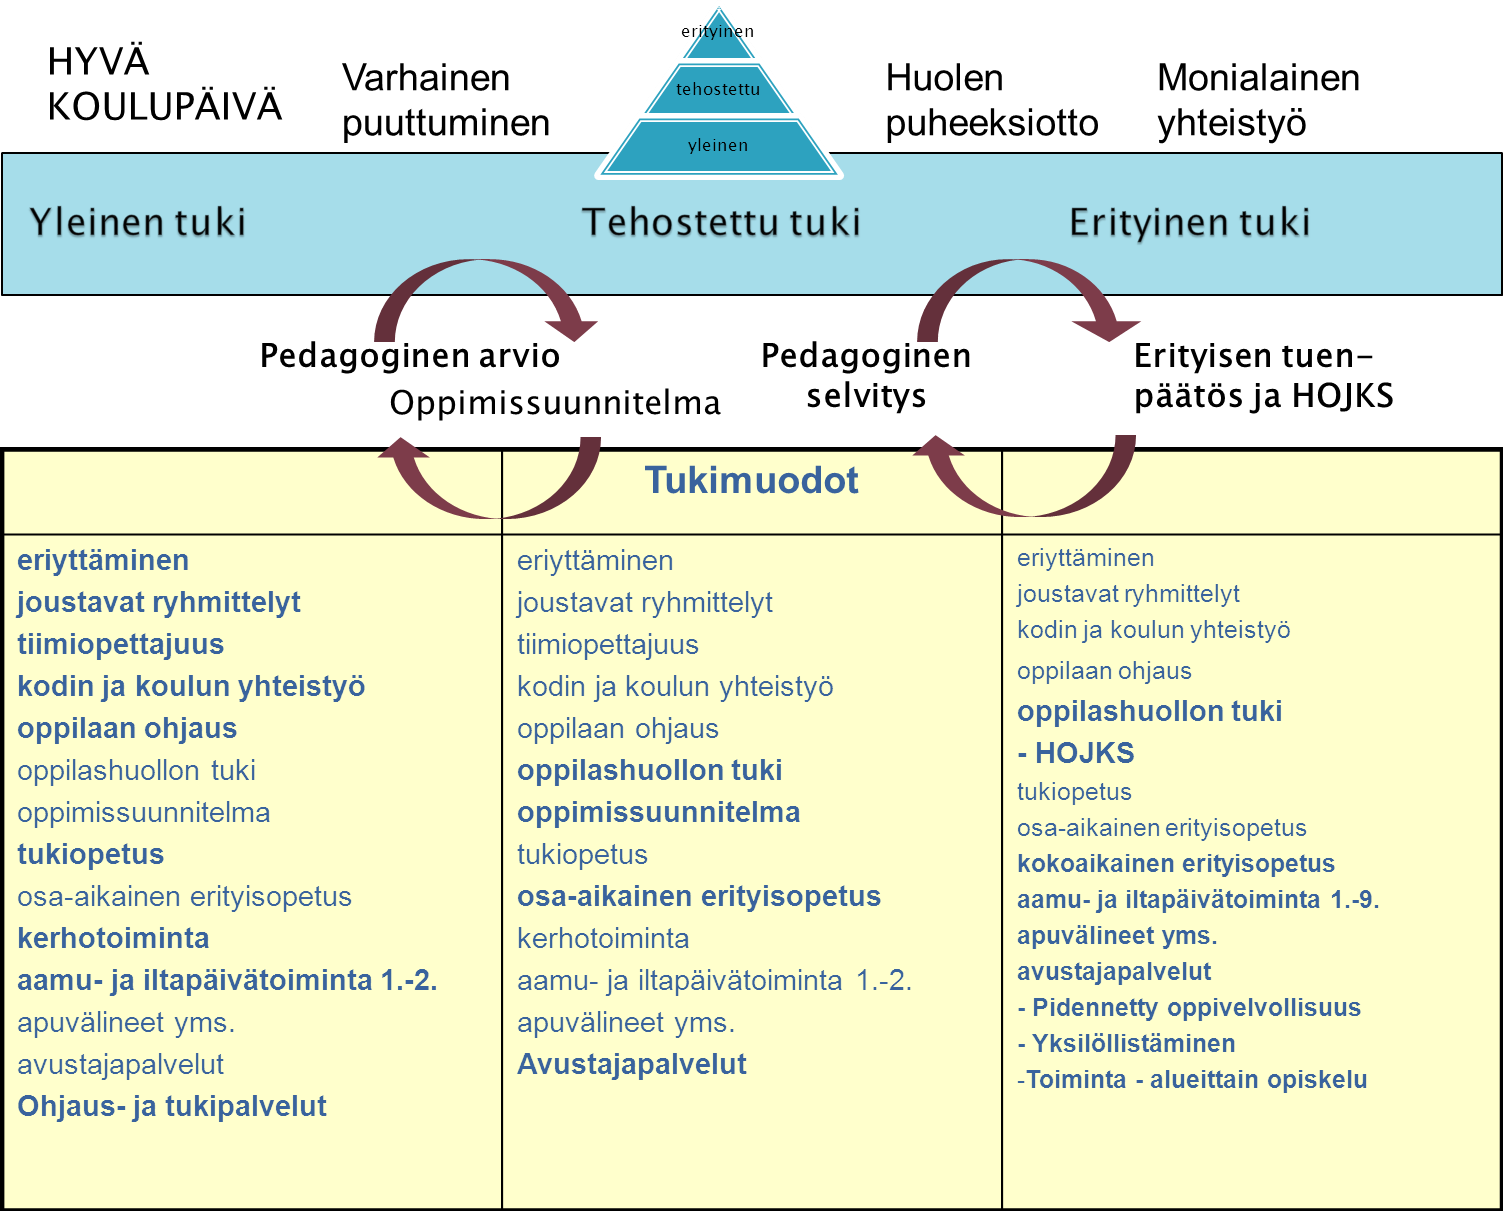 HYVÄ
KOULUPÄIVÄ
Varhainen
puuttuminen
erityinen
tehostettu
yleinen
Huolen
puheeksiotto
Monialainen
yhteistyö
Yleinen tuki
Tehostettu tuki
Erityinen tuki
Pedagoginen arvio
Oppimissuunnitelma
Pedagoginen
selvitys
Erityisen tuen-
päätös ja HOJKS
Tukimuodot
eriyttäminen
joustavat ryhmittelyt
tiimiopettajuus
kodin ja koulun yhteistyö
oppilaan ohjaus
oppilashuollon tuki
oppimissuunnitelma
tukiopetus
osa-aikainen erityisopetus
kerhotoiminta
aamu- ja iltapäivätoiminta 1.-2.
apuvälineet yms.
avustajapalvelut
Ohjaus- ja tukipalvelut
eriyttäminen
joustavat ryhmittelyt
tiimiopettajuus
kodin ja koulun yhteistyö
oppilaan ohjaus
oppilashuollon tuki
oppimissuunnitelma
tukiopetus
osa-aikainen erityisopetus
kerhotoiminta
aamu- ja iltapäivätoiminta 1.-2.
apuvälineet yms.
Avustajapalvelut
eriyttäminen
joustavat ryhmittelyt
kodin ja koulun yhteistyö
oppilaan ohjaus
oppilashuollon tuki
- HOJKS
tukiopetus
osa-aikainen erityisopetus
kokoaikainen erityisopetus
aamu- ja iltapäivätoiminta 1.-9.
apuvälineet yms.
avustajapalvelut
- Pidennetty oppivelvollisuus
- Yksilöllistäminen
-Toiminta - alueittain opiskelu